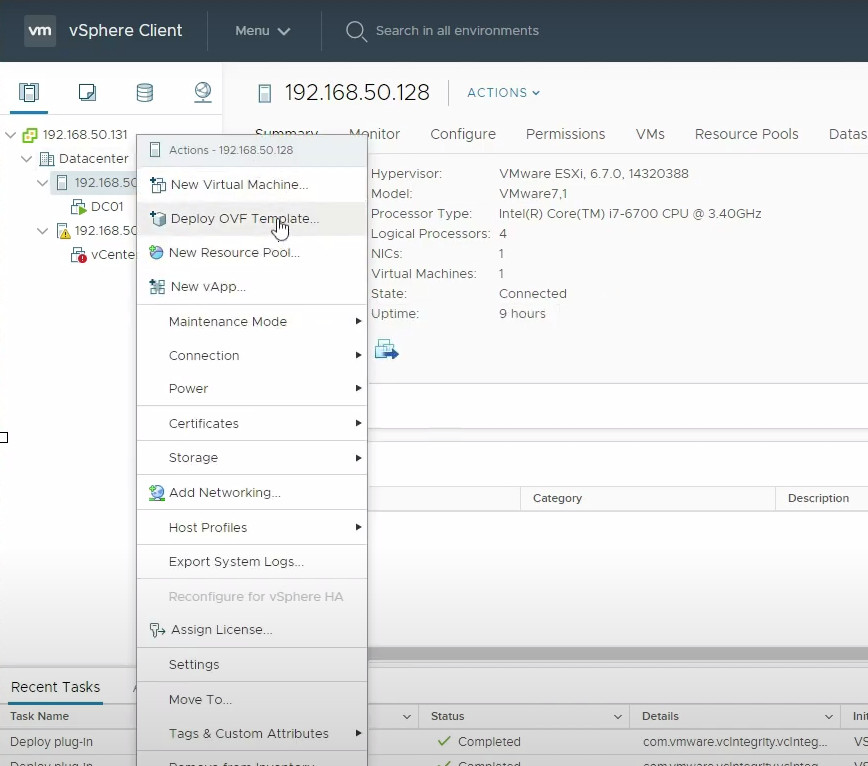 vm vSphere Client Menu Search in all environments
192.168.50.128 ACTIONS
Summary Monitor Configure Permissions VMs Resource Pools Datas
192.168.50.131
Datacenter
192.168.50
DC01
192.168.50
vCente
Actions - 192.168.50.128
New Virtual Machine...
Deploy OVF Template...
New Resource Pool...
New vApp...
Maintenance Mode
Connection
Power
Certificates
Storage
Add Networking...
Host Profiles
Export System Logs...
Reconfigure for vSphere HA
Assign License...
Settings
Move To...
Tags & Custom Attributes
Remove from Inventory
Hypervisor: VMware ESXi, 6.7.0, 14320388
Model: VMware7,1
Processor Type: Intel(R) Core(TM) i7-6700 CPU @ 3.40GHz
Logical Processors: 4
NICs: 1
Virtual Machines: 1
State: Connected
Uptime: 9 hours
Category Description
Recent Tasks A
Task Name Status Details Init
Deploy plug-in Completed com.vmware.vcIntegrity.vcInteg... VS
Deploy plug-in Completed com.vmware.vcIntegrity.vcInteg... VS